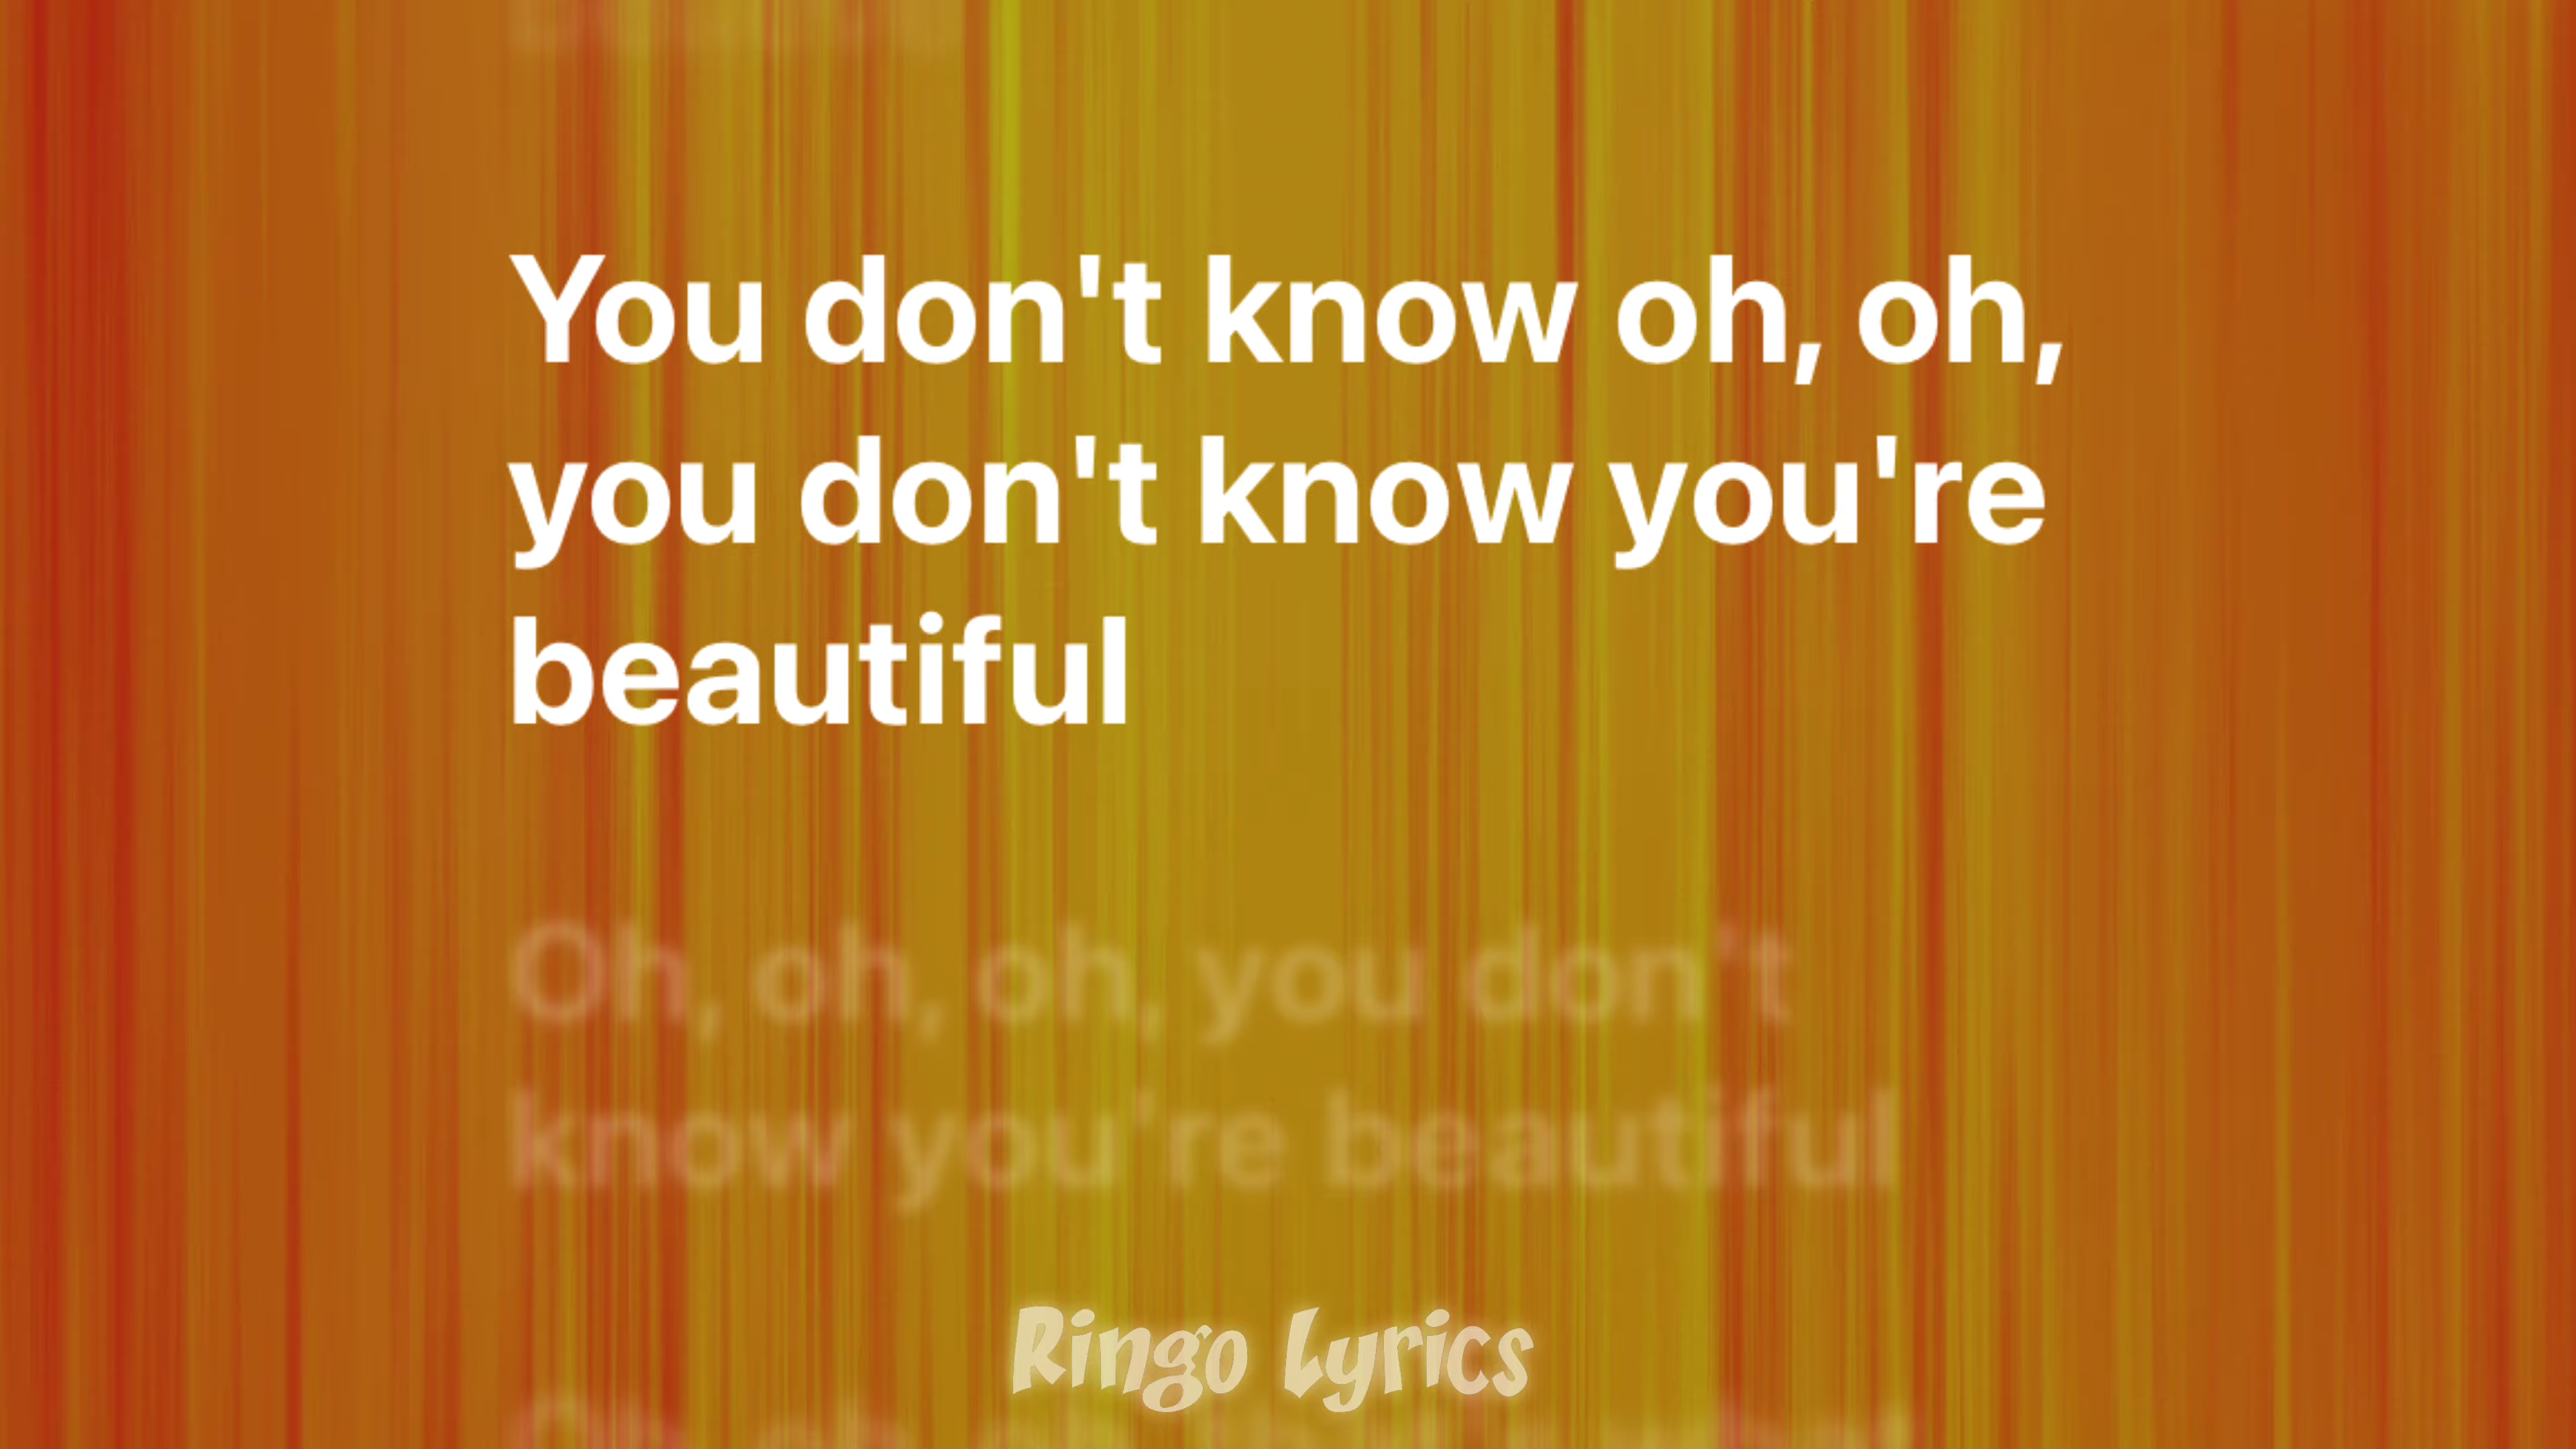 You don't know oh, oh,
you don't know you're
beautiful
Oh, oh, oh, you don't
know you're beautiful
Ringo Lyrics